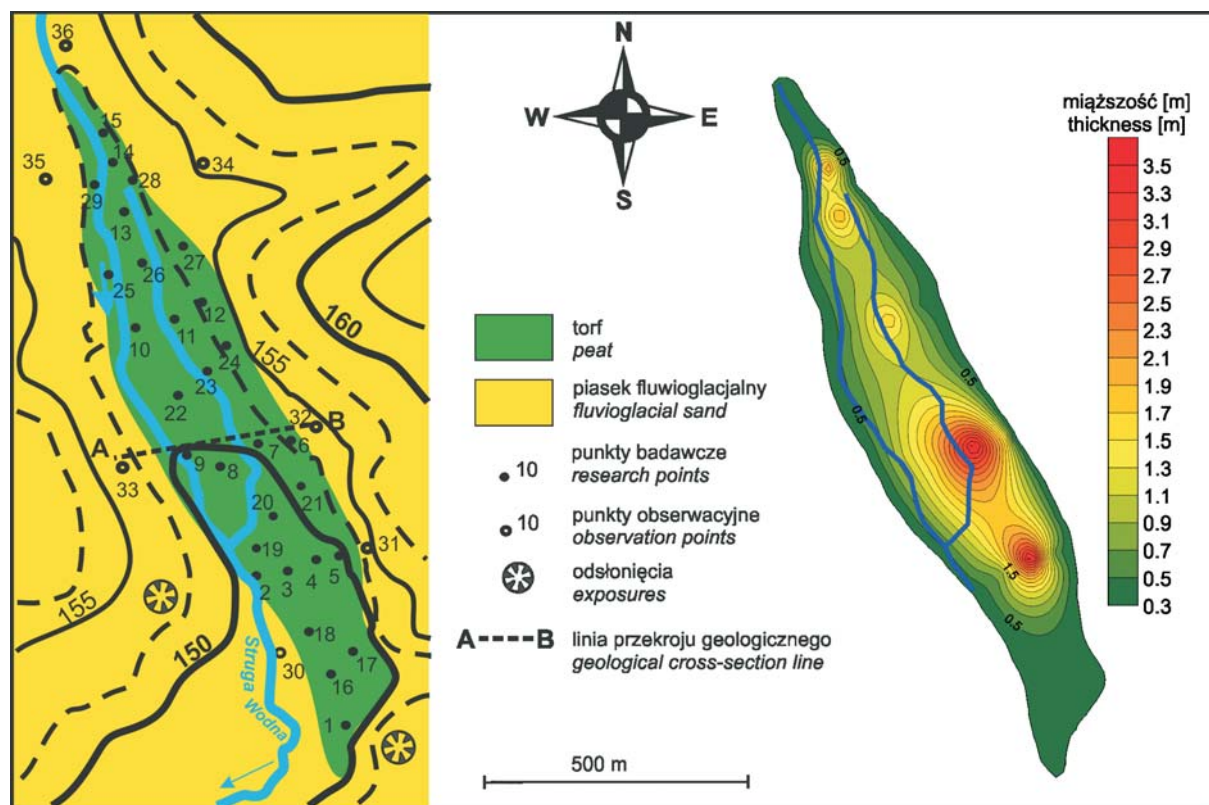 36
15
14
35
34
28
29
13
27
26
25
12
160
11
10
24
155
23
22
32
B
A
7
6
9
8
33
21
20
31
19
4
5
2
3
155
18
150
30
17
16
Struga Wodna
1
N
W
E
S
torf
peat
piasek fluwioglacjalny
fluvioglacial sand
10
punkty badawcze
research points
10
punkty obserwacyjne
observation points
odsłonięcia
exposures
A
B
linia przekroju geologicznego
geological cross-section line
500 m
0.5
0.5
0.5
1.5
0.5
miąższość [m]
thickness [m]
3.5
3.1
2.9
2.7
2.5
2.3
2.1
1.9
1.7
1.5
1.3
1.1
0.9
0.7
0.5
0.3